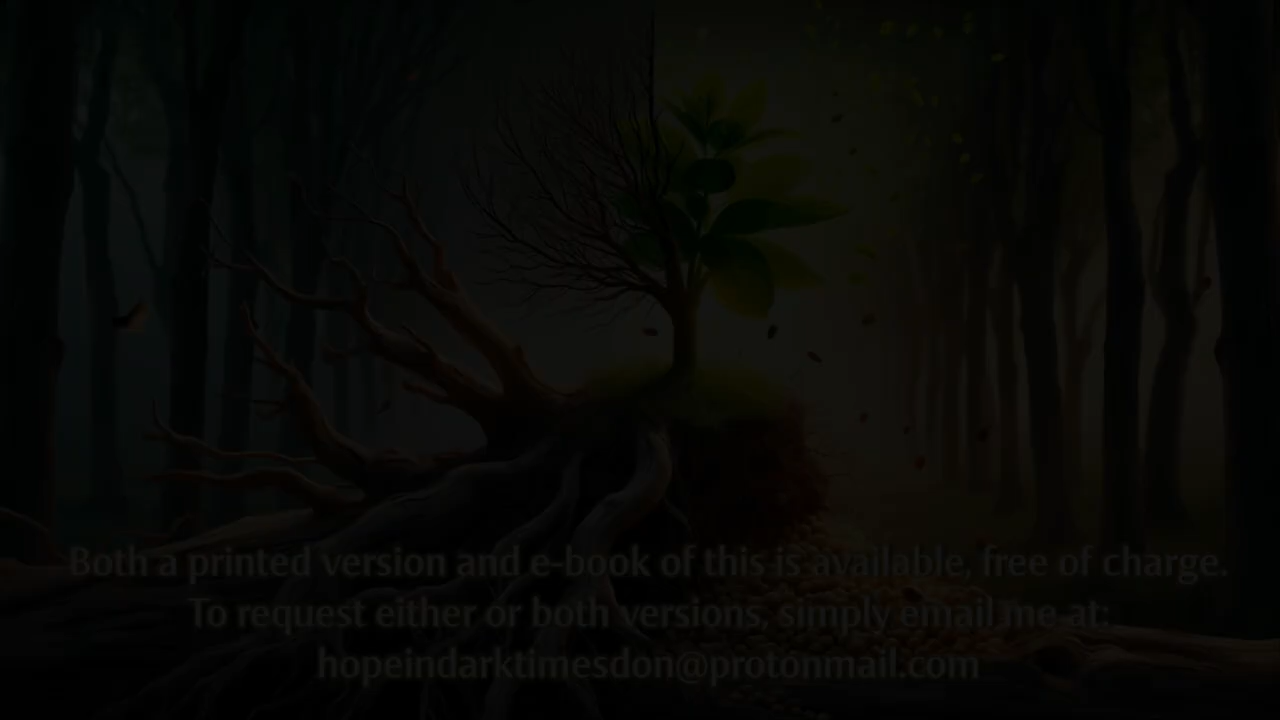 Both a printed version and e-book of this is available, free of charge.
To request either or both versions, simply email me at:
hopeindarktimesdon@protonmail.com